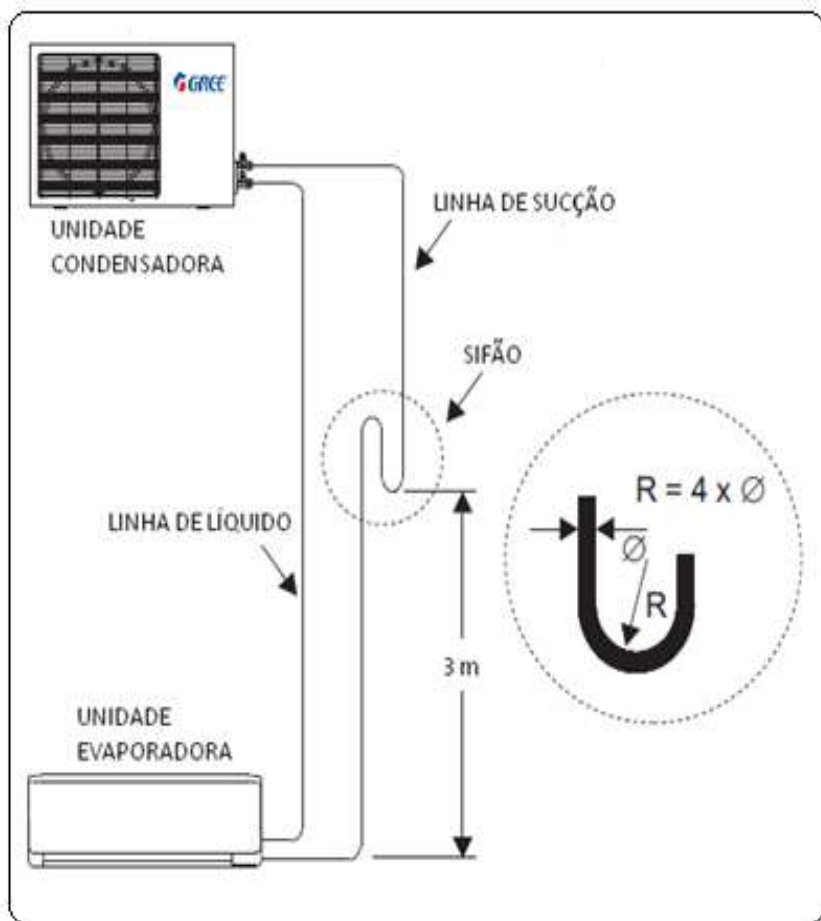 GREE
UNIDADE
CONDENSADORA
LINHA DE SUCÇÃO
SIFÃO
R = 4 x Ø
Ø
R
LINHA DE LÍQUIDO
3 m
UNIDADE
EVAPORADORA